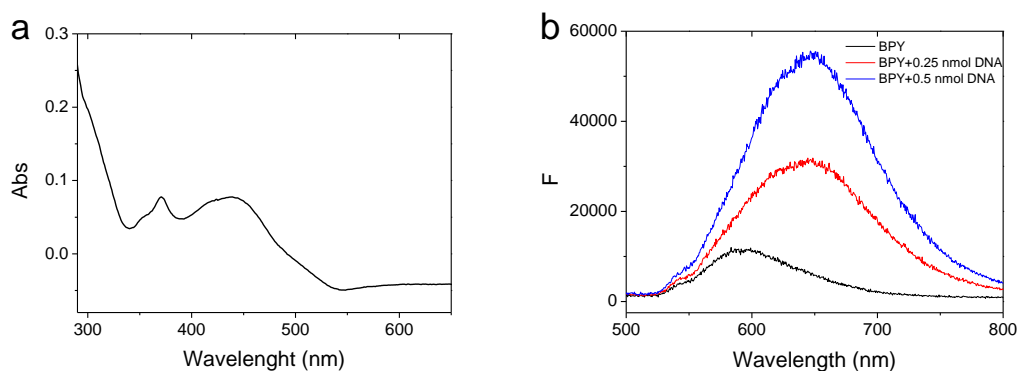 a
0.3
0.2
0.1
0.0
Abs
300
400
500
600
Wavelenght (nm)
b
60000
40000
20000
0
F
BPY
BPY+0.25 nmol DNA
BPY+0.5 nmol DNA
500
600
700
800
Wavelength (nm)